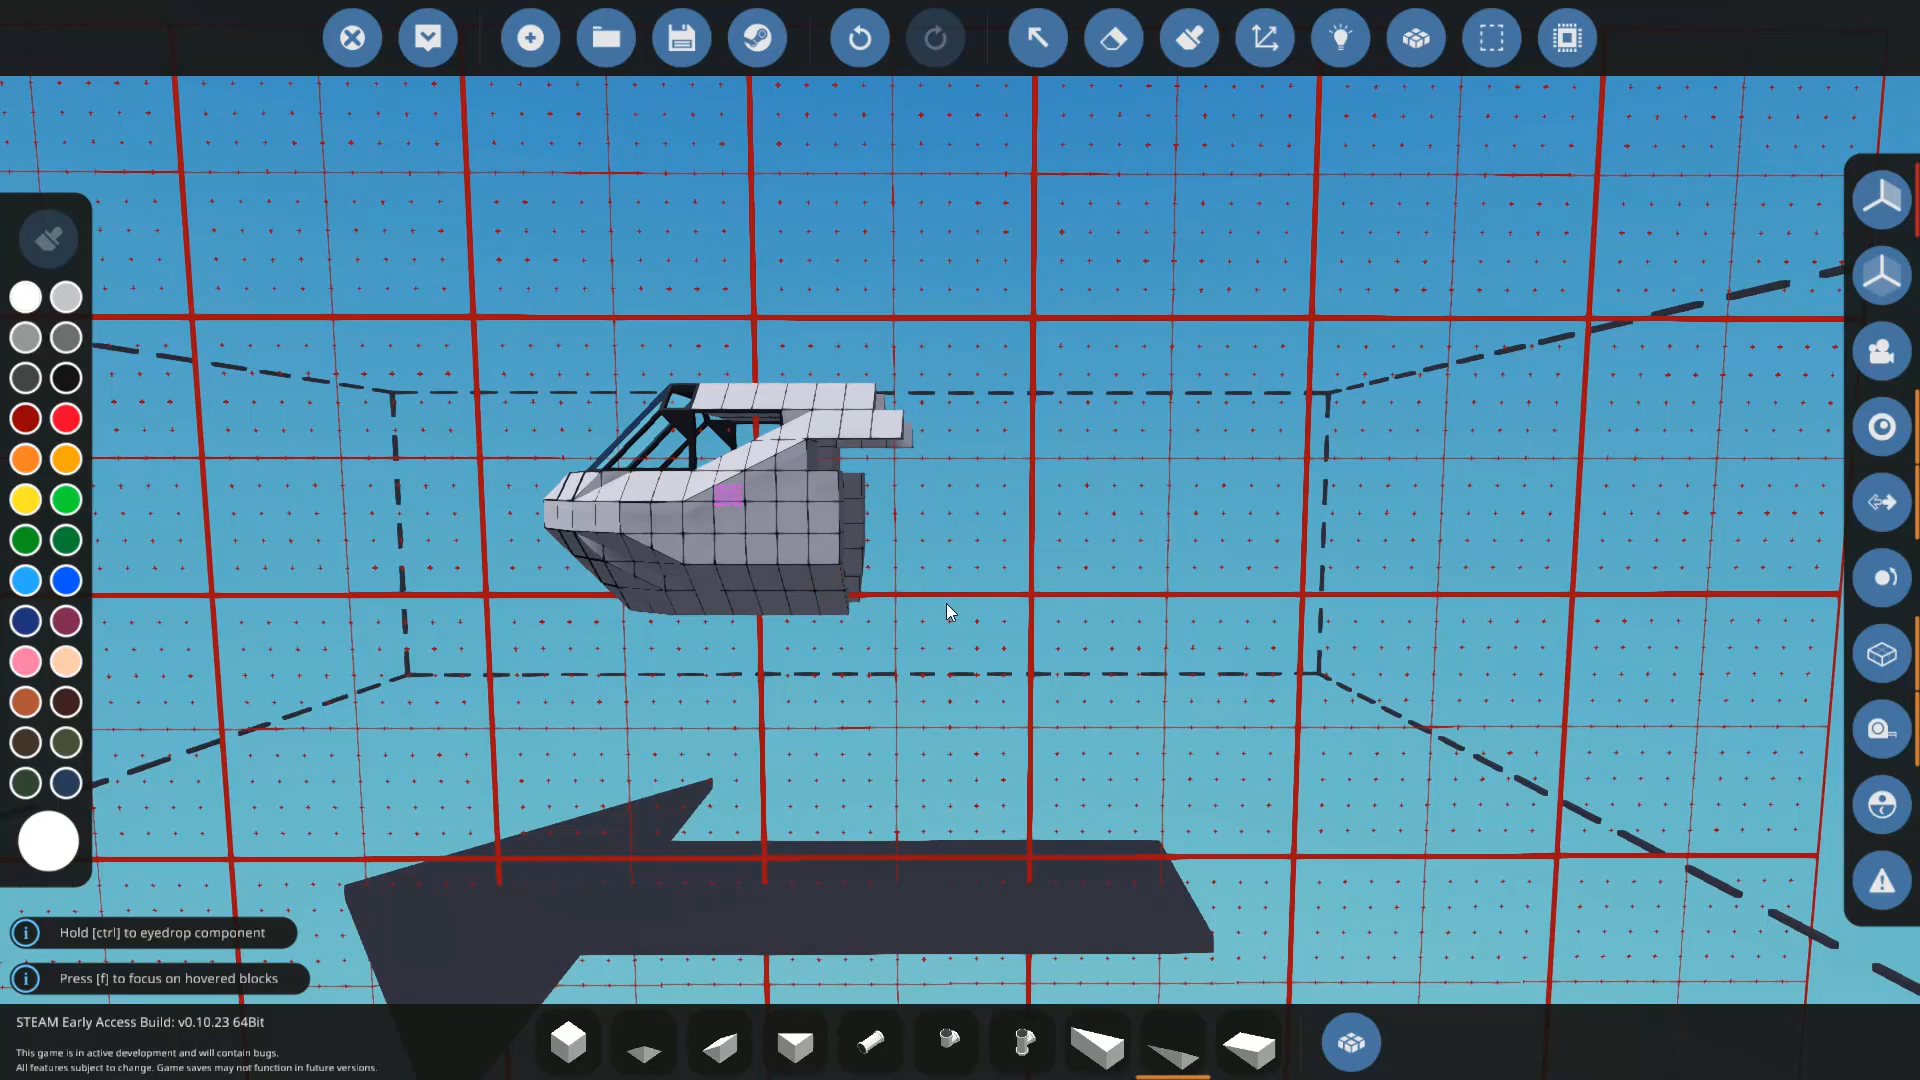 Hold [ctrl] to eyedrop component
Press [f] to focus on hovered blocks
STEAM Early Access Build: v0.10.23 64Bit
This game is in active development and will contain bugs.
All features subject to change. Game saves may not function in future versions.